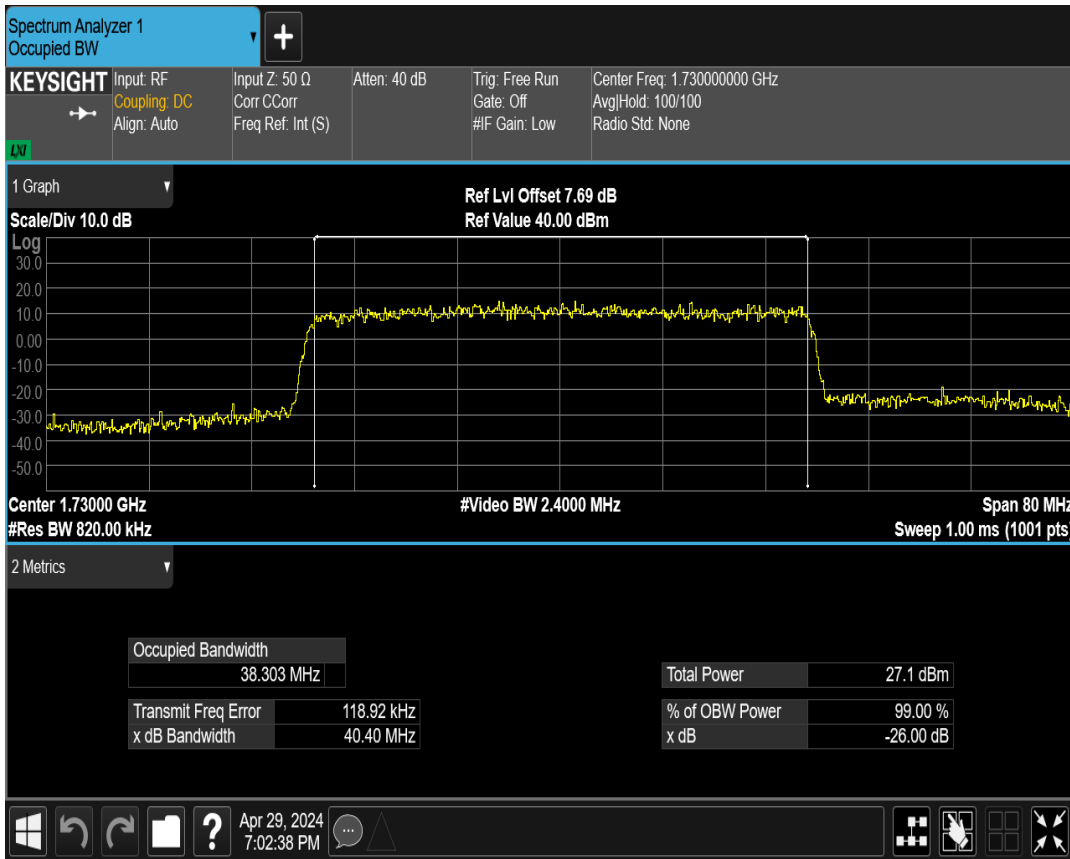 Spectrum Analyzer 1
Occupied BW
KEYSIGHT
Input: RF
Coupling: DC
Align: Auto
Input Z: 50 Ω
Corr CCorr
Freq Ref: Int (S)
Atten: 40 dB
Trig: Free Run
Gate: Off
#IF Gain: Low
Center Freq: 1.730000000 GHz
Avg|Hold: 100/100
Radio Std: None
LXI
1 Graph
Scale/Div 10.0 dB
Ref Lvl Offset 7.69 dB
Ref Value 40.00 dBm
Log
30.0
20.0
10.0
0.00
-10.0
-20.0
-30.0
-40.0
-50.0
Center 1.73000 GHz
#Video BW 2.4000 MHz
Span 80 MHz
#Res BW 820.00 kHz
Sweep 1.00 ms (1001 pts)
2 Metrics
Occupied Bandwidth
38.303 MHz
Total Power 27.1 dBm
Transmit Freq Error 118.92 kHz
% of OBW Power 99.00 %
x dB Bandwidth 40.40 MHz
x dB -26.00 dB
?
Apr 29, 2024
7:02:38 PM